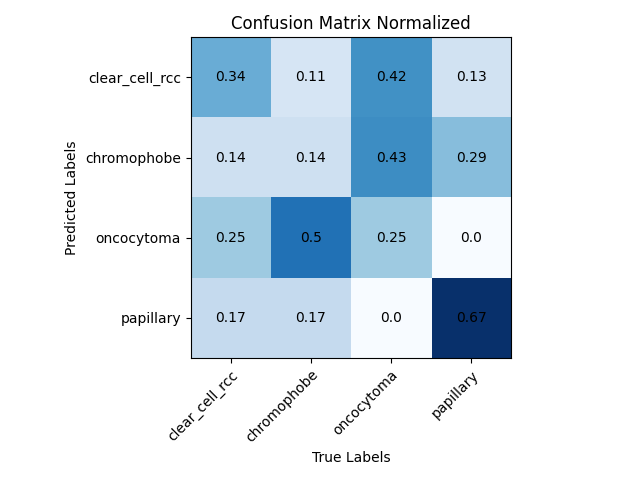 Confusion Matrix Normalized
Predicted Labels
clear_cell_rcc 0.34 0.11 0.42 0.13
chromophobe 0.14 0.14 0.43 0.29
oncocytoma 0.25 0.5 0.25 0.0
papillary 0.17 0.17 0.0 0.67
clear_cell_rcc chromophobe oncocytoma papillary
True Labels